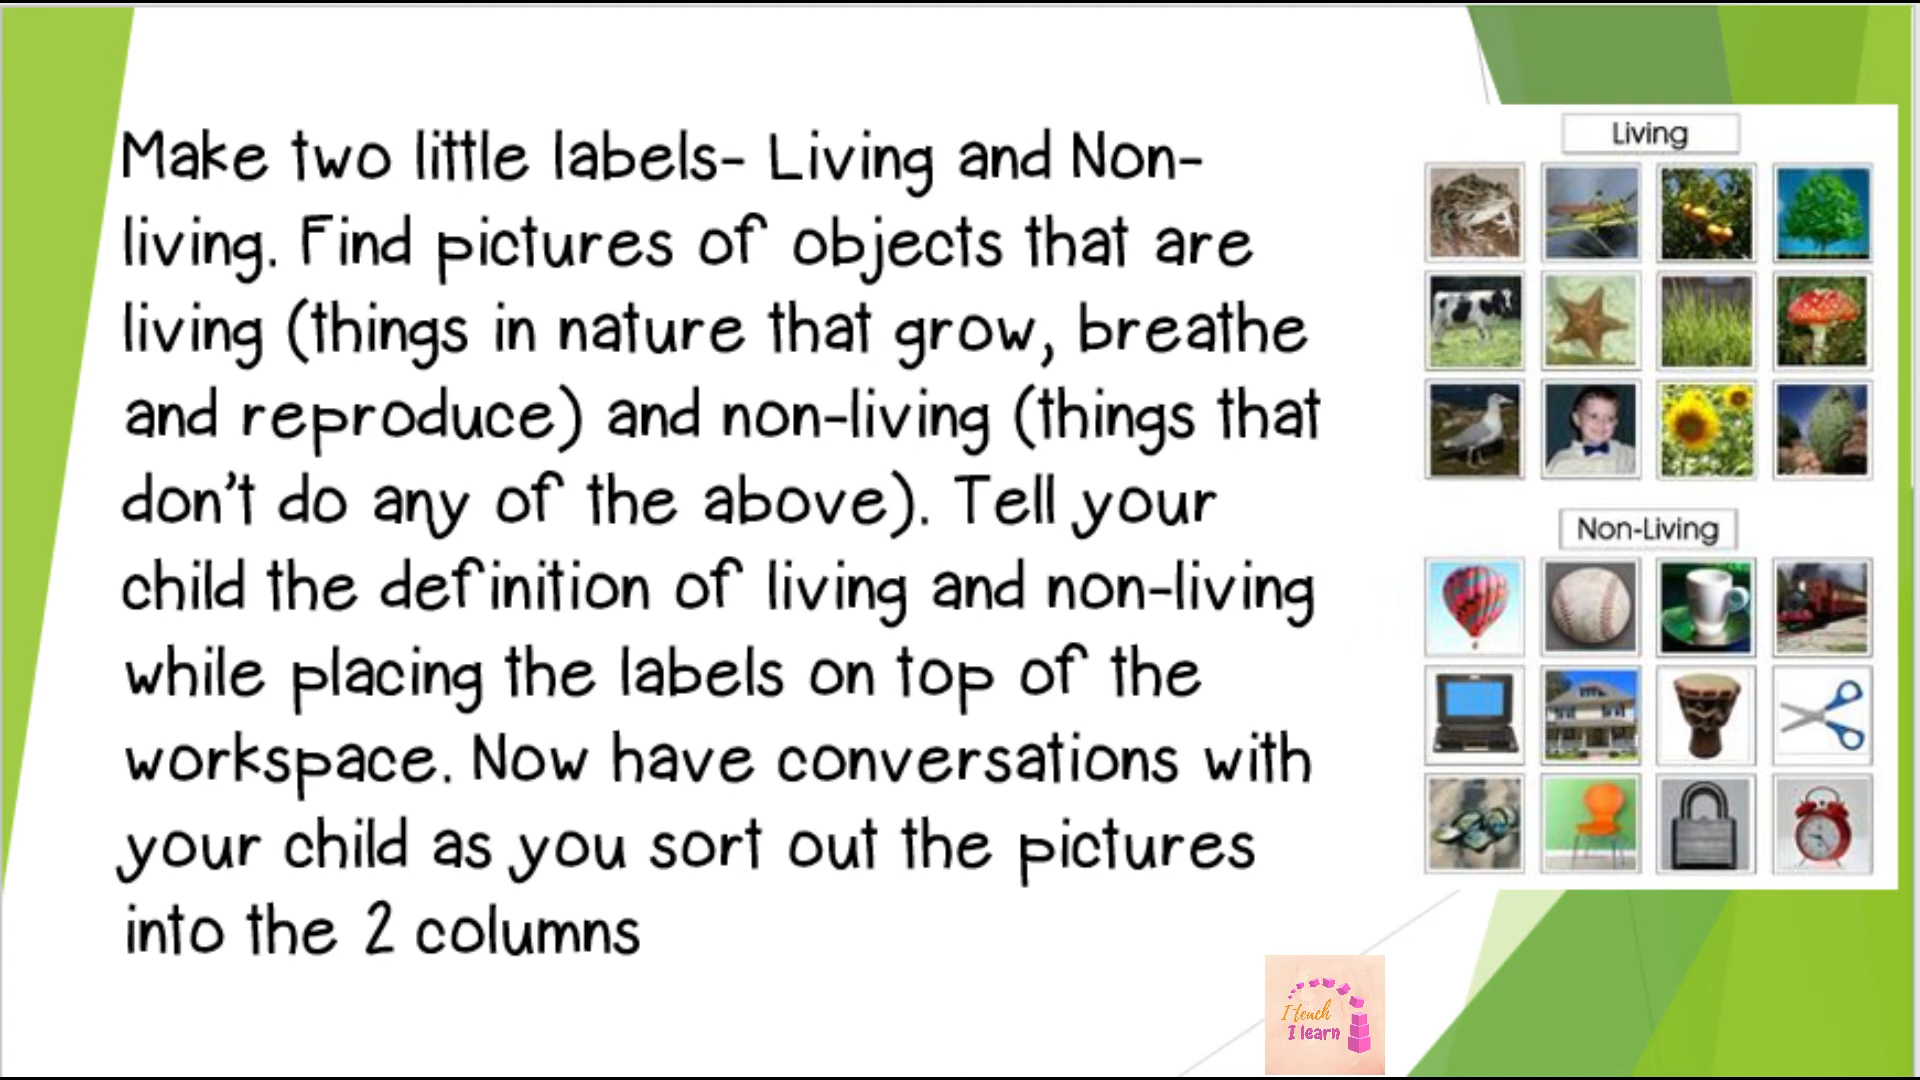 Make two little labels- Living and Non-
living. Find pictures of objects that are
living (things in nature that grow, breathe
and reproduce) and non-living (things that
don't do any of the above). Tell your
child the definition of living and non-living
while placing the labels on top of the
workspace. Now have conversations with
your child as you sort out the pictures
into the 2 columns
Living
Non-Living
I teach
I learn